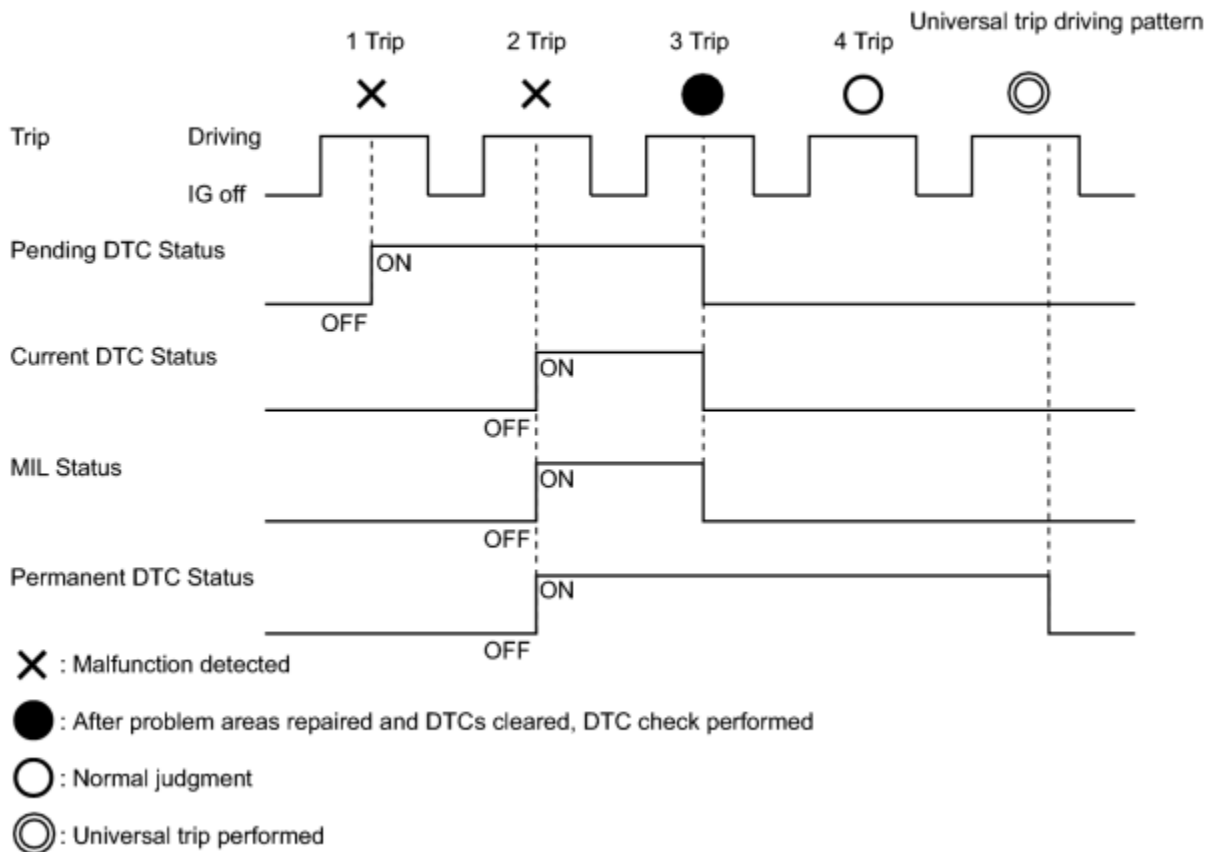 Universal trip driving pattern
1 Trip
2 Trip
3 Trip
4 Trip
Trip
Driving
IG off
Pending DTC Status
ON
OFF
Current DTC Status
ON
OFF
MIL Status
ON
OFF
Permanent DTC Status
ON
OFF
: Malfunction detected
: After problem areas repaired and DTCs cleared, DTC check performed
: Normal judgment
: Universal trip performed